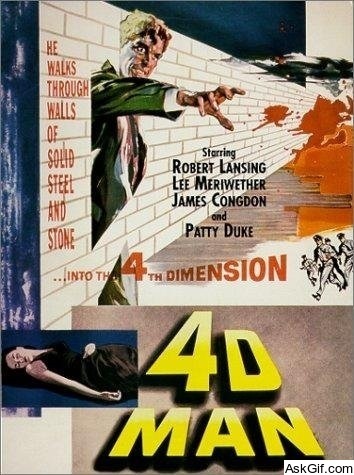 HE
WALKS
THROUGH
WALLS
OF
SOLID
STEEL
AND
STONE
Starring
ROBERT LANSING
LEE MERIWETHER
JAMES CONGDON
and
PATTY DUKE
...INTO THE 4TH DIMENSION
4D
MAN
AskGif.com